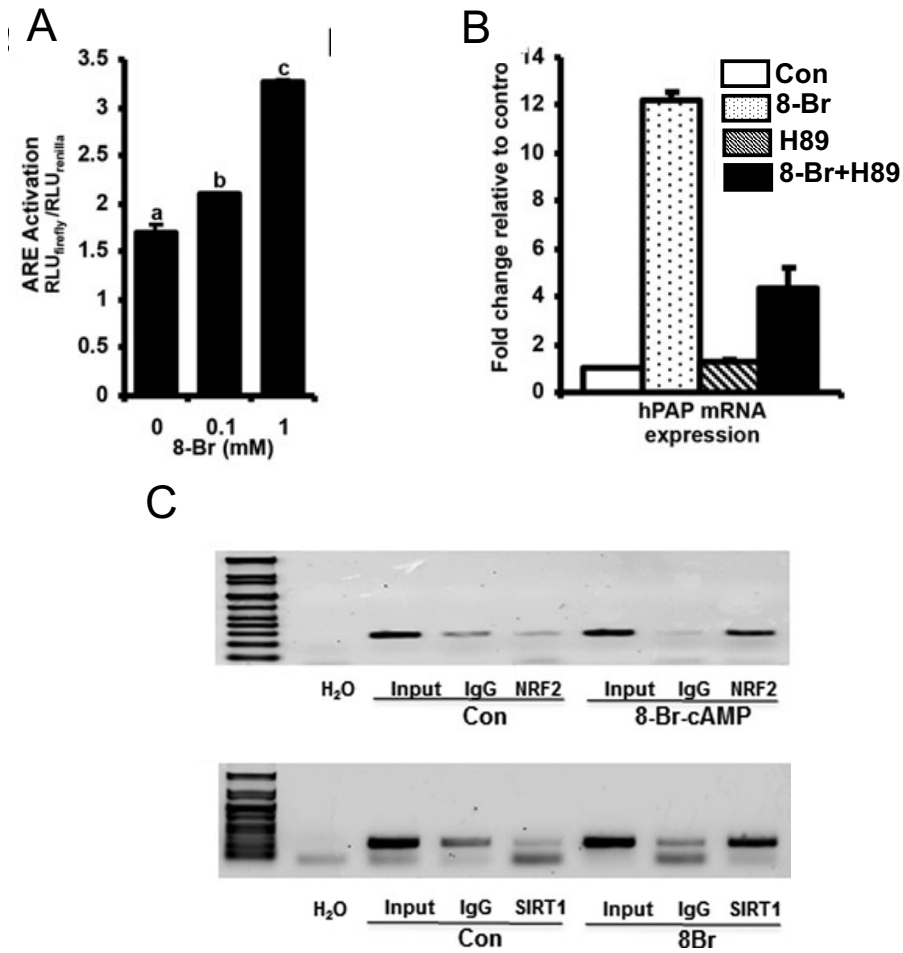 A
3.5
3
2.5
2
1.5
1
0.5
0
ARE Activation
RLUfirefly/RLUrenilla
a
b
c
0 0.1 1
8-Br (mM)
B
14
12
10
8
6
4
2
0
Fold change relative to contro
Con
8-Br
H89
8-Br+H89
hPAP mRNA
expression
C
H₂O Input IgG NRF2 Input IgG NRF2
Con 8-Br-cAMP
H₂O Input IgG SIRT1 Input IgG SIRT1
Con 8Br